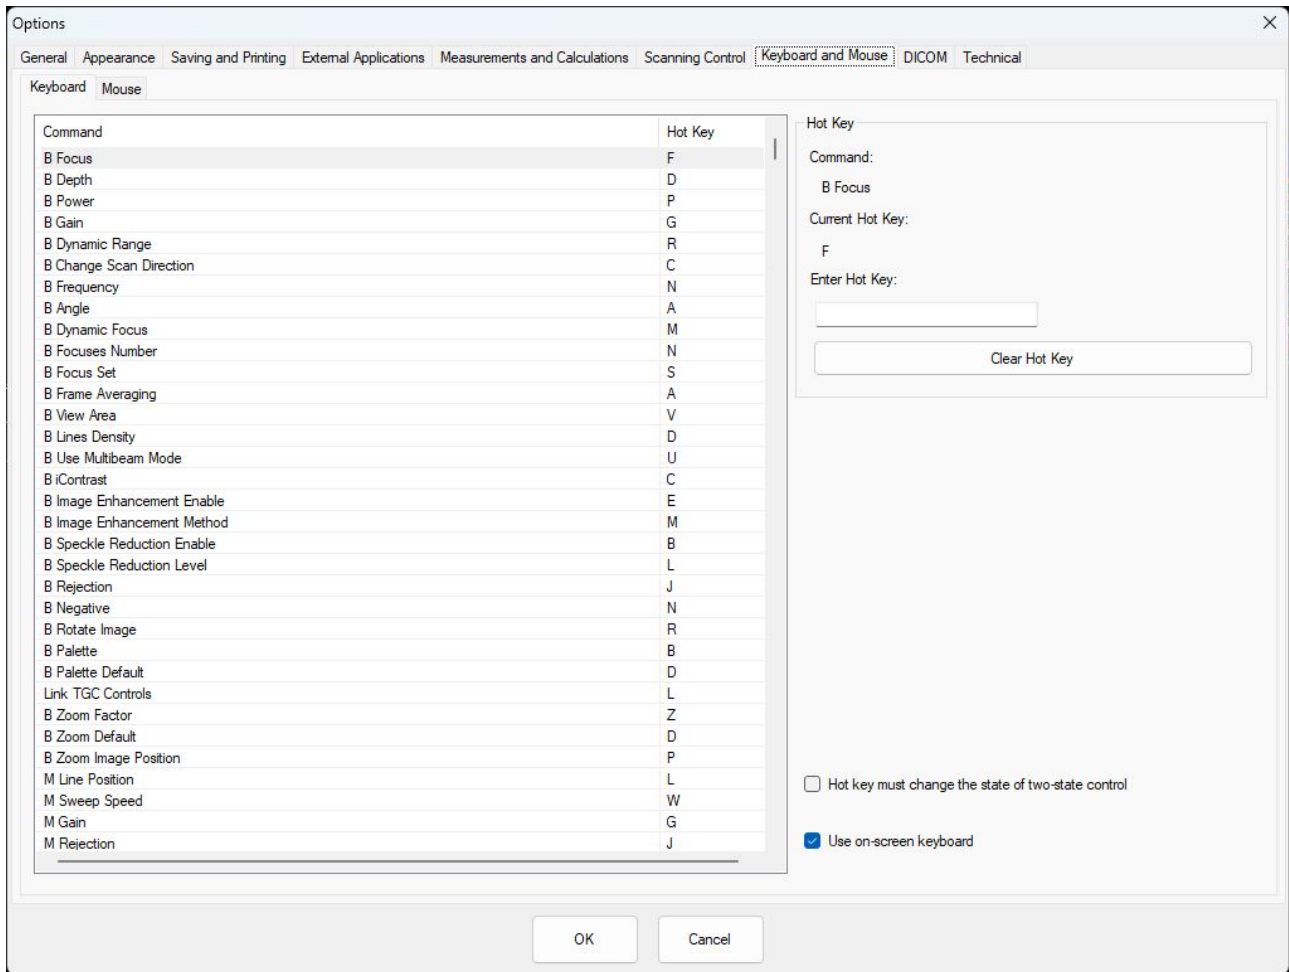 Options
General Appearance Saving and Printing External Applications Measurements and Calculations Scanning Control Keyboard and Mouse DICOM Technical
Keyboard Mouse
Command Hot Key
B Focus F
B Depth D
B Power P
B Gain G
B Dynamic Range R
B Change Scan Direction C
B Frequency N
B Angle A
B Dynamic Focus M
B Focuses Number N
B Focus Set S
B Frame Averaging A
B View Area V
B Lines Density D
B Use Multibeam Mode U
B iContrast C
B Image Enhancement Enable E
B Image Enhancement Method M
B Speckle Reduction Enable B
B Speckle Reduction Level L
B Rejection J
B Negative N
B Rotate Image R
B Palette B
B Palette Default D
Link TGC Controls L
B Zoom Factor Z
B Zoom Default D
B Zoom Image Position P
M Line Position L
M Sweep Speed W
M Gain G
M Rejection J
Hot Key
Command:
B Focus
Current Hot Key:
F
Enter Hot Key:
Clear Hot Key
Hot key must change the state of two-state control
Use on-screen keyboard
OK Cancel